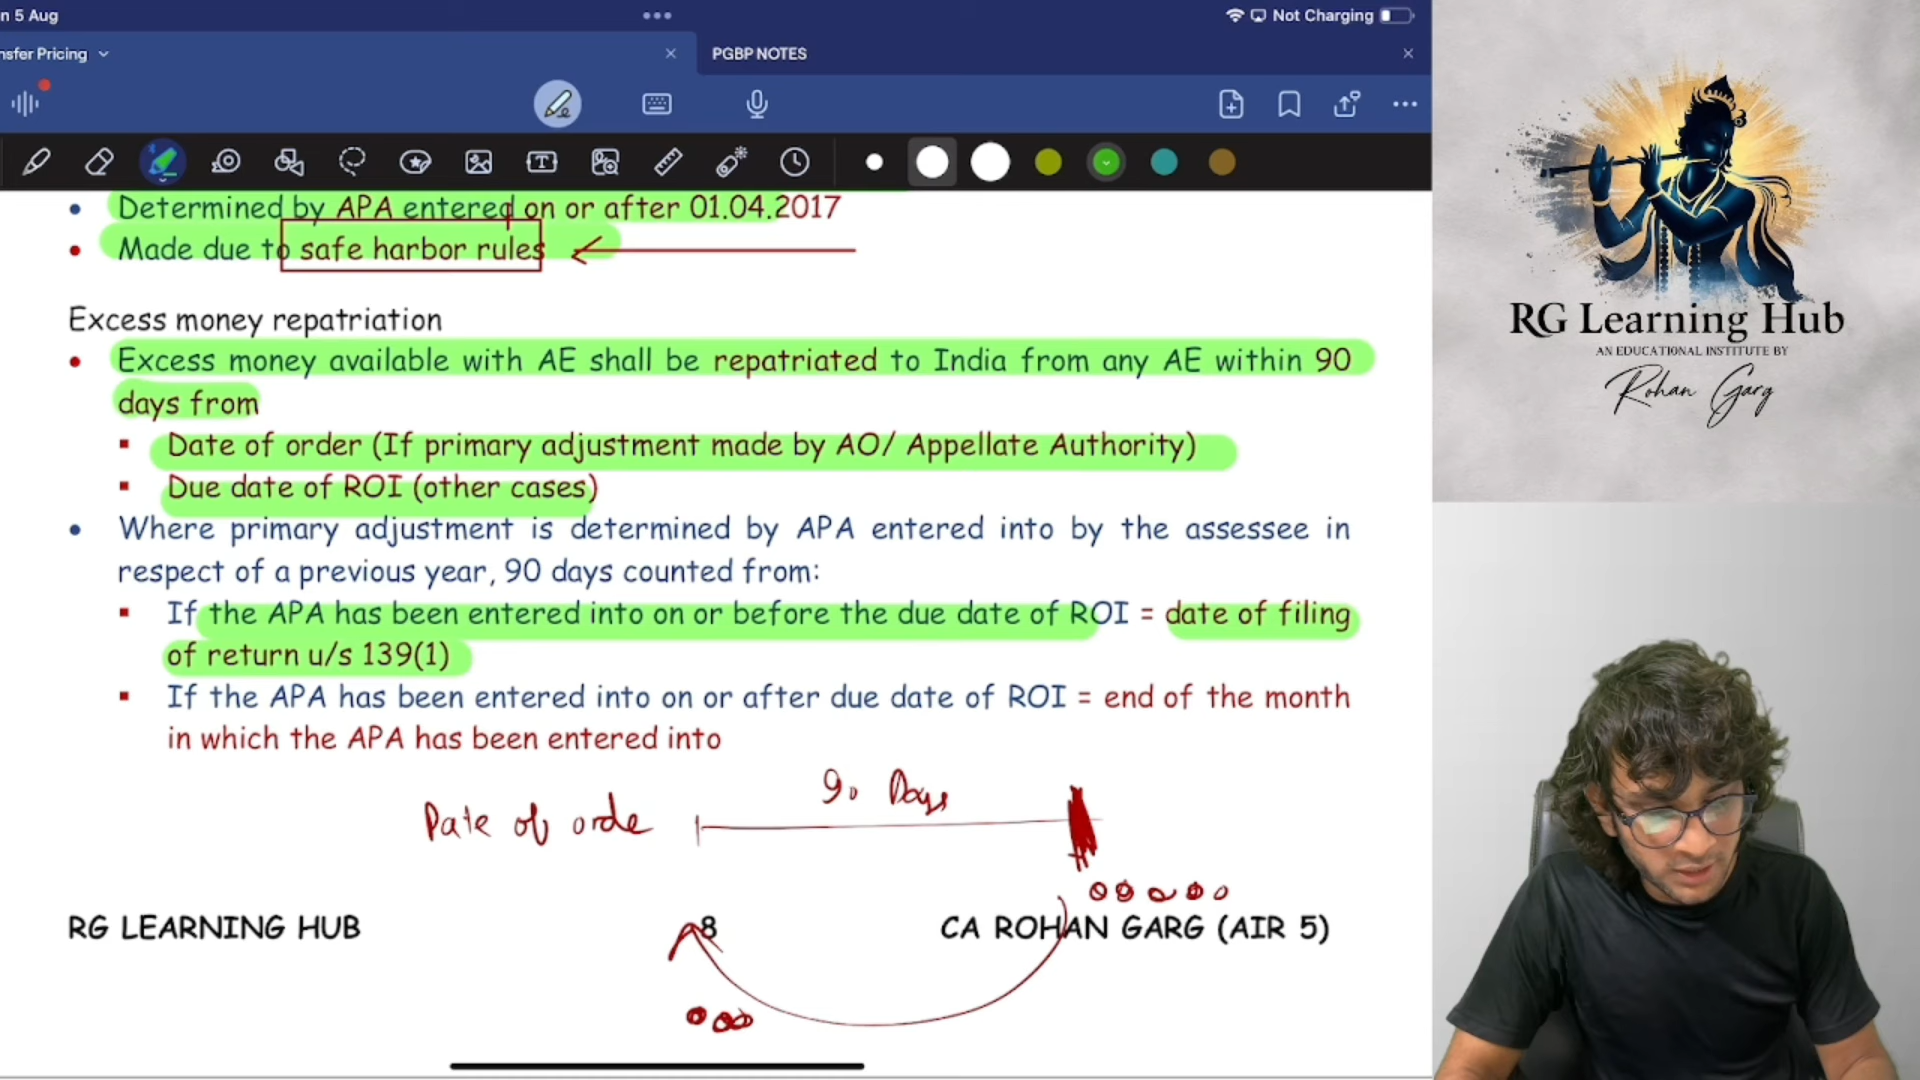 n 5 Aug
Not Charging
nsfer Pricing
PGBP NOTES
Determined by APA entered on or after 01.04.2017
Made due to safe harbor rules
Excess money repatriation
Excess money available with AE shall be repatriated to India from any AE within 90
days from
Date of order (If primary adjustment made by AO/ Appellate Authority)
Due date of ROI (other cases)
Where primary adjustment is determined by APA entered into by the assessee in
respect of a previous year, 90 days counted from:
If the APA has been entered into on or before the due date of ROI = date of filing
of return u/s 139(1)
If the APA has been entered into on or after due date of ROI = end of the month
in which the APA has been entered into
90 Days
Date of orde
RG LEARNING HUB
8
CA ROHAN GARG (AIR 5)
RG Learning Hub
AN EDUCATIONAL INSTITUTE BY
Rohan Garg